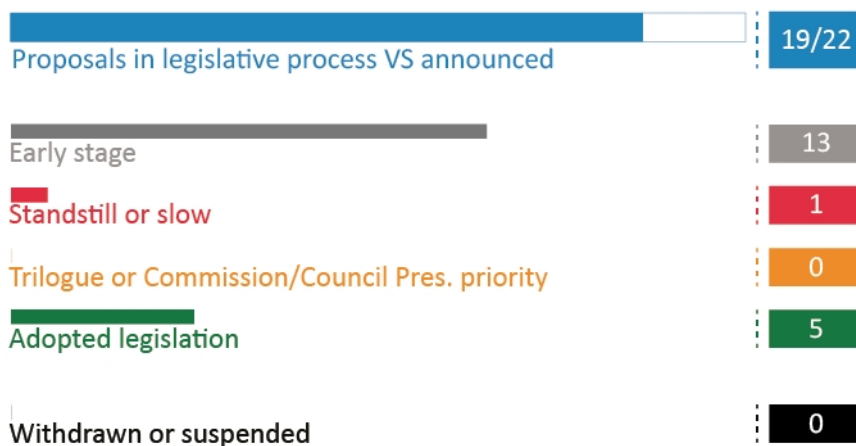 19/22
Proposals in legislative process VS announced
13
Early stage
1
Standstill or slow
0
Trilogue or Commission/Council Pres. priority
5
Adopted legislation
0
Withdrawn or suspended